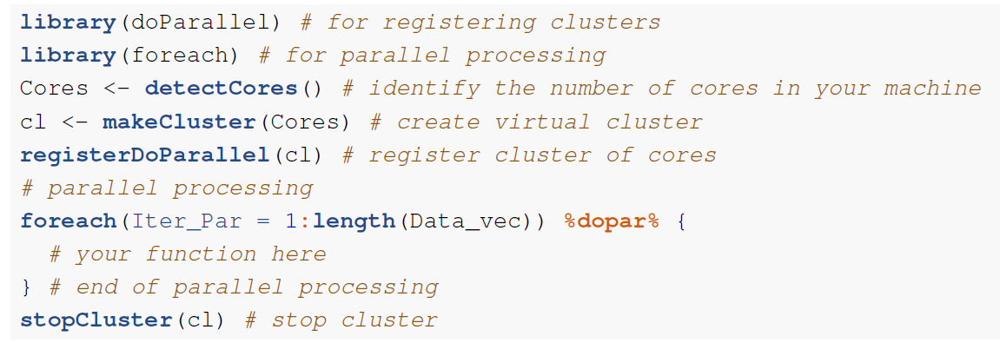 library(doParallel) # for registering clusters
library(foreach) # for parallel processing
Cores <- detectCores() # identify the number of cores in your machine
cl <- makeCluster(Cores) # create virtual cluster
registerDoParallel(cl) # register cluster of cores
# parallel processing
foreach(Iter_Par = 1:length(Data_vec)) %dopar% {
  # your function here
} # end of parallel processing
stopCluster(cl) # stop cluster